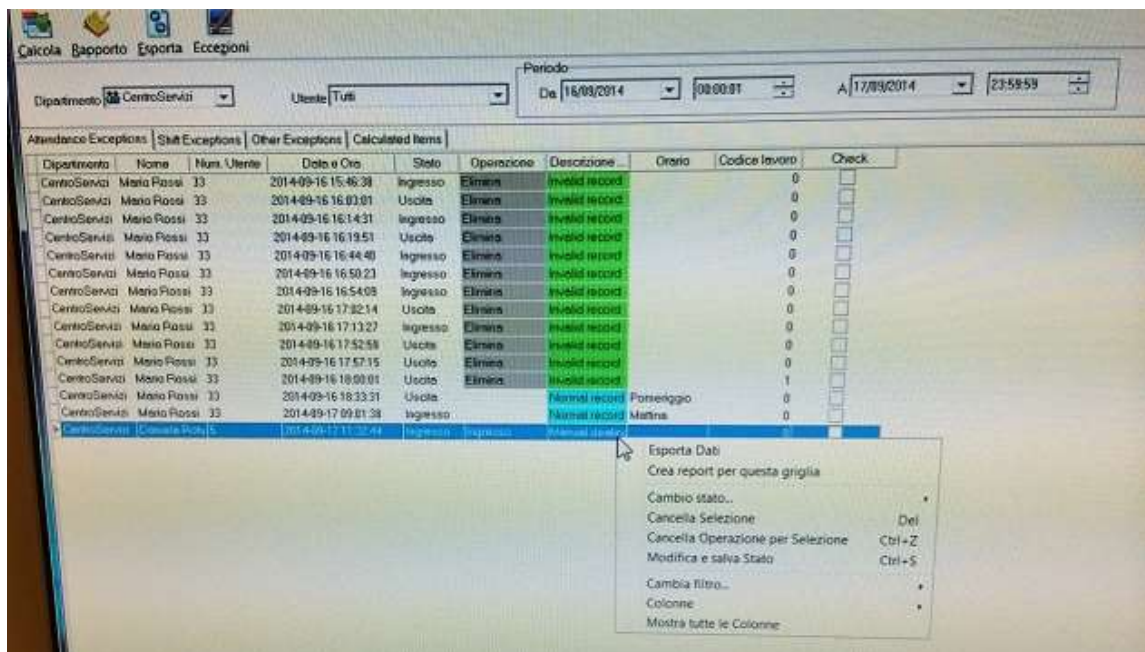 Calcola Rapporto Esporta Eccezioni
Periodo
Dipartimento CentroServizi Utente Tutti Da 16/09/2014 00:00:01 A 17/09/2014 23:59:59
Attendance Exceptions Shift Exceptions Other Exceptions Calculated Items
Dipartimento Nome Num. Utente Data e Ora Stato Operazione Descrizione ... Orario Codice lavoro Check
CentroServizi Mario Rossi 33 2014-09-16 15:46:38 Ingresso Elimina Invalid record 0
CentroServizi Mario Rossi 33 2014-09-16 16:03:01 Uscita Elimina Invalid record 0
CentroServizi Mario Rossi 33 2014-09-16 16:14:31 Ingresso Elimina Invalid record 0
CentroServizi Mario Rossi 33 2014-09-16 16:19:51 Uscita Elimina Invalid record 0
CentroServizi Mario Rossi 33 2014-09-16 16:44:40 Ingresso Elimina Invalid record 0
CentroServizi Mario Rossi 33 2014-09-16 16:50:23 Ingresso Elimina Invalid record 0
CentroServizi Mario Rossi 33 2014-09-16 16:54:09 Ingresso Elimina Invalid record 0
CentroServizi Mario Rossi 33 2014-09-16 17:02:14 Uscita Elimina Invalid record 0
CentroServizi Mario Rossi 33 2014-09-16 17:13:27 Ingresso Elimina Invalid record 0
CentroServizi Mario Rossi 33 2014-09-16 17:52:58 Uscita Elimina Invalid record 0
CentroServizi Mario Rossi 33 2014-09-16 17:57:15 Uscita Elimina Invalid record 0
CentroServizi Mario Rossi 33 2014-09-16 18:00:01 Uscita Elimina Invalid record 1
CentroServizi Mario Rossi 33 2014-09-16 18:33:31 Uscita Normal record Pomeriggio 0
CentroServizi Mario Rossi 33 2014-09-17 09:01:38 Ingresso Normal record Mattina 0
CentroServizi 5 2014-09-17 11:32:44 Ingresso Ingresso 0
Esporta Dati
Crea report per questa griglia
Cambio stato...
Cancella Selezione Del
Cancella Operazione per Selezione Ctrl+Z
Modifica e salva Stato Ctrl+S
Cambia filtro...
Colonne
Mostra tutte le Colonne